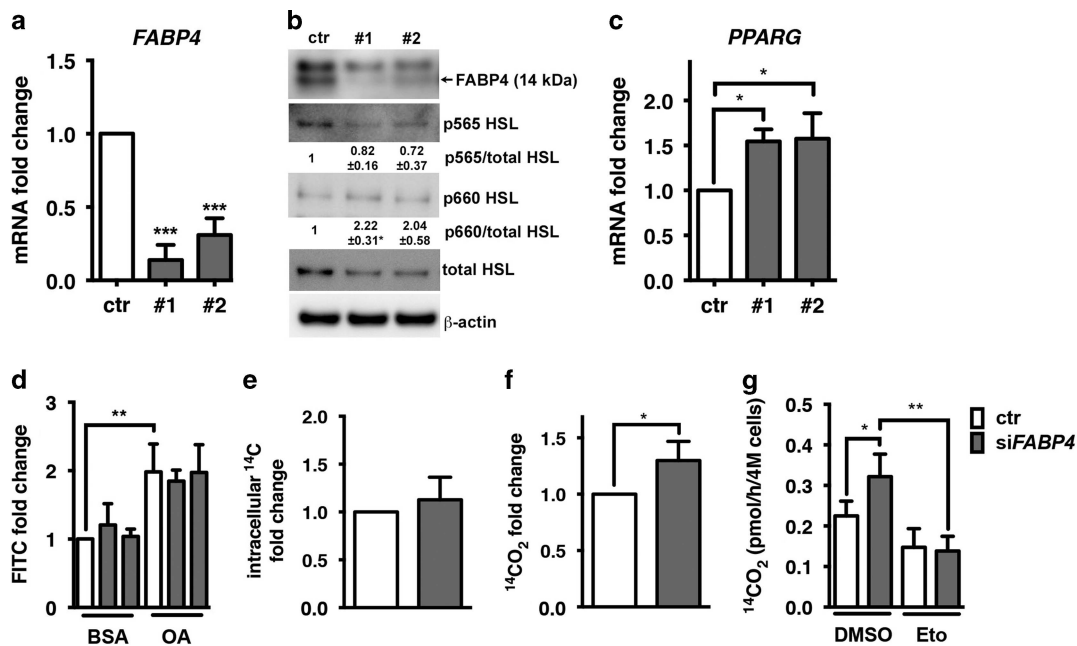 a
FABP4
mRNA fold change
1.5
1.0
0.5
0.0
***
***
ctr
#1
#2
b
ctr
#1
#2
FABP4 (14 kDa)
p565 HSL
1
0.82
±0.16
0.72
±0.37
p565/total HSL
p660 HSL
1
2.22
±0.31*
2.04
±0.58
p660/total HSL
total HSL
β-actin
c
PPARG
mRNA fold change
2.0
1.5
1.0
1.5
0.0
*
*
ctr
#1
#2
d
FITC fold change
3
2
1
0
**
BSA
OA
e
intracellular ¹⁴C
fold change
2.0
1.5
1.0
0.5
0.0
f
¹⁴CO₂ fold change
1.5
1.0
1.5
0.0
*
g
¹⁴CO₂ (pmol/h/4M cells)
0.5
0.4
0.3
0.2
0.1
0.0
*
**
DMSO
Eto
ctr
siFABP4